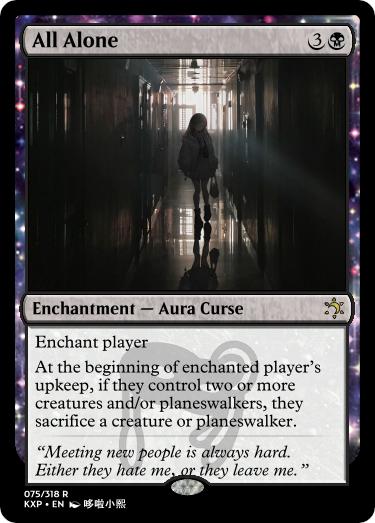 All Alone 3
Enchantment — Aura Curse
Enchant player
At the beginning of enchanted player's
upkeep, if they control two or more
creatures and/or planeswalkers, they
sacrifice a creature or planeswalker.
“Meeting new people is always hard.
Either they hate me, or they leave me.”
075/318 R
KXP • EN 哆啦小熙